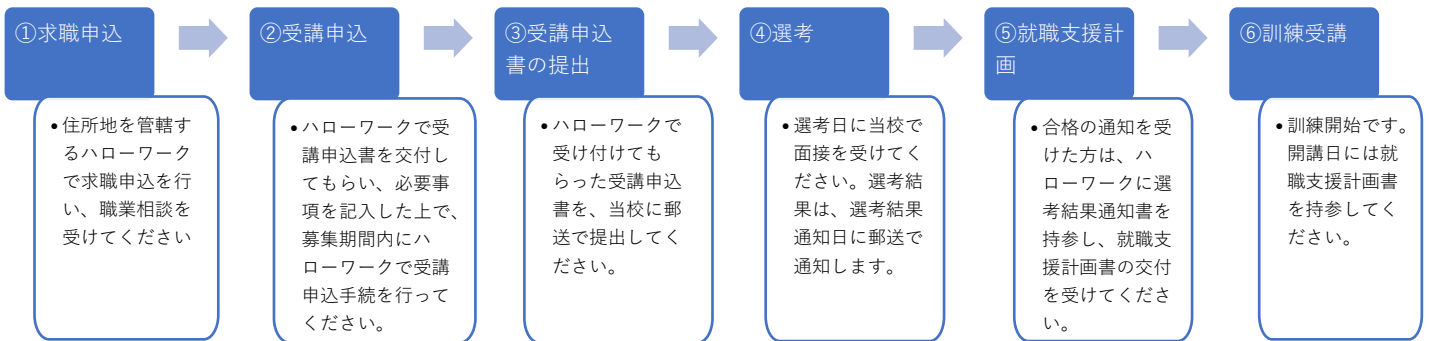 ①求職申込
• 住所地を管轄す
るハローワーク
で求職申込を行
い、職業相談を
受けてください
②受講申込
• ハローワークで受
講申込書を交付し
てもらい、必要事
項を記入した上で、
募集期間内にハ
ローワークで受講
申込手続を行って
ください。
③受講申込
書の提出
• ハローワークで
受け付けても
らった受講申込
書を、当校に郵
送で提出してく
ださい。
④選考
• 選考日に当校で
面接を受けてく
ださい。選考結
果は、選考結果
通知日に郵送で
通知します。
⑤就職支援計
画
• 合格の通知を受
けた方は、ハ
ローワークに選
考結果通知書を
持参し、就職支
援計画書の交付
を受けてくださ
い。
⑥訓練受講
• 訓練開始です。
開講日には就
職支援計画書
を持参してく
ださい。